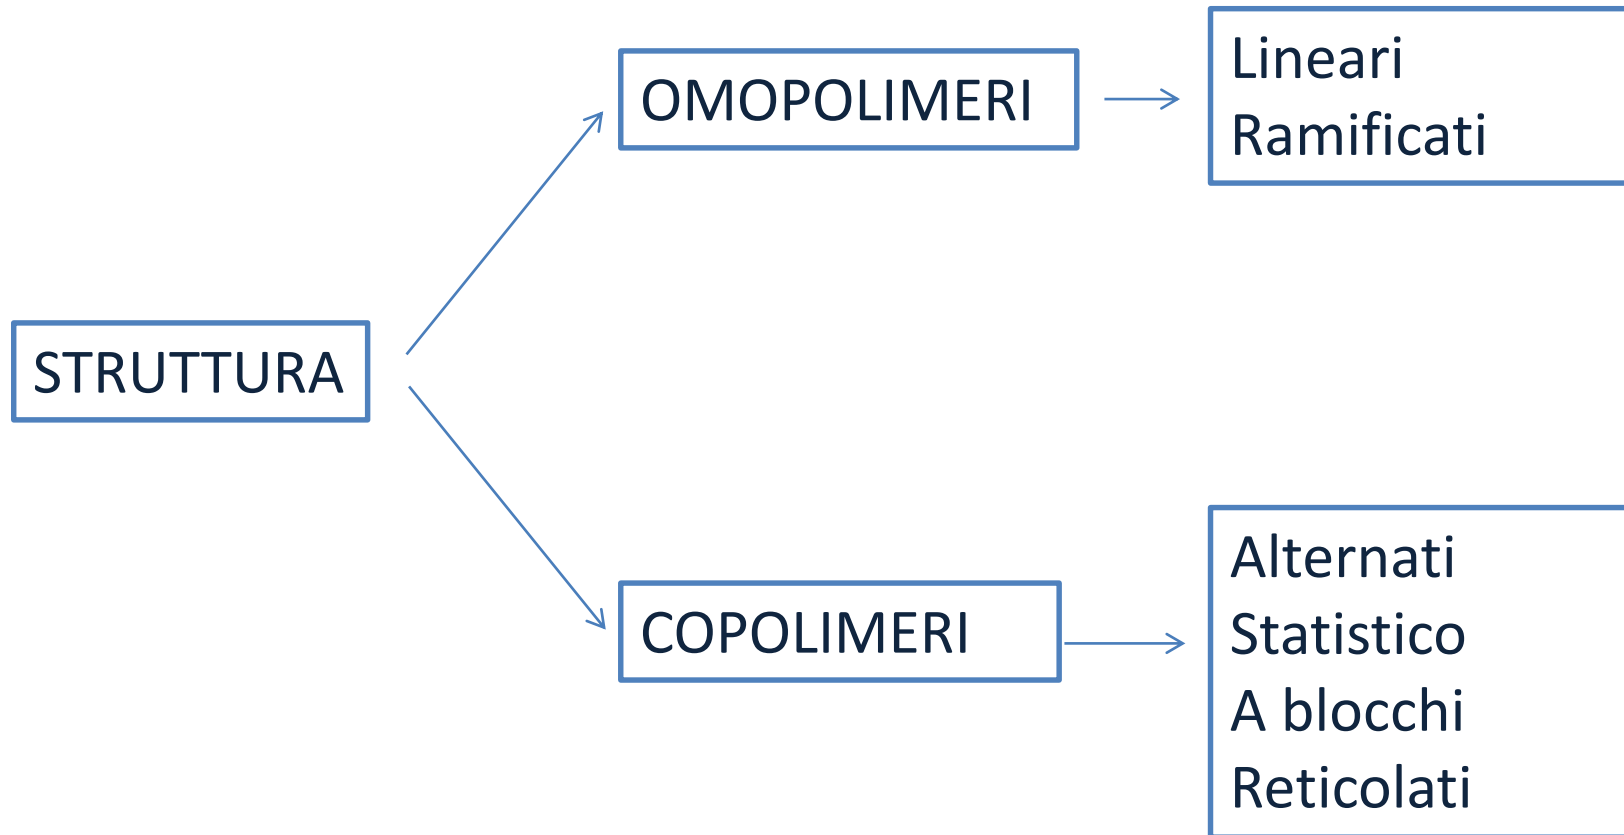 STRUTTURA
OMOPOLIMERI
Lineari
Ramificati
COPOLIMERI
Alternati
Statistico
A blocchi
Reticolati